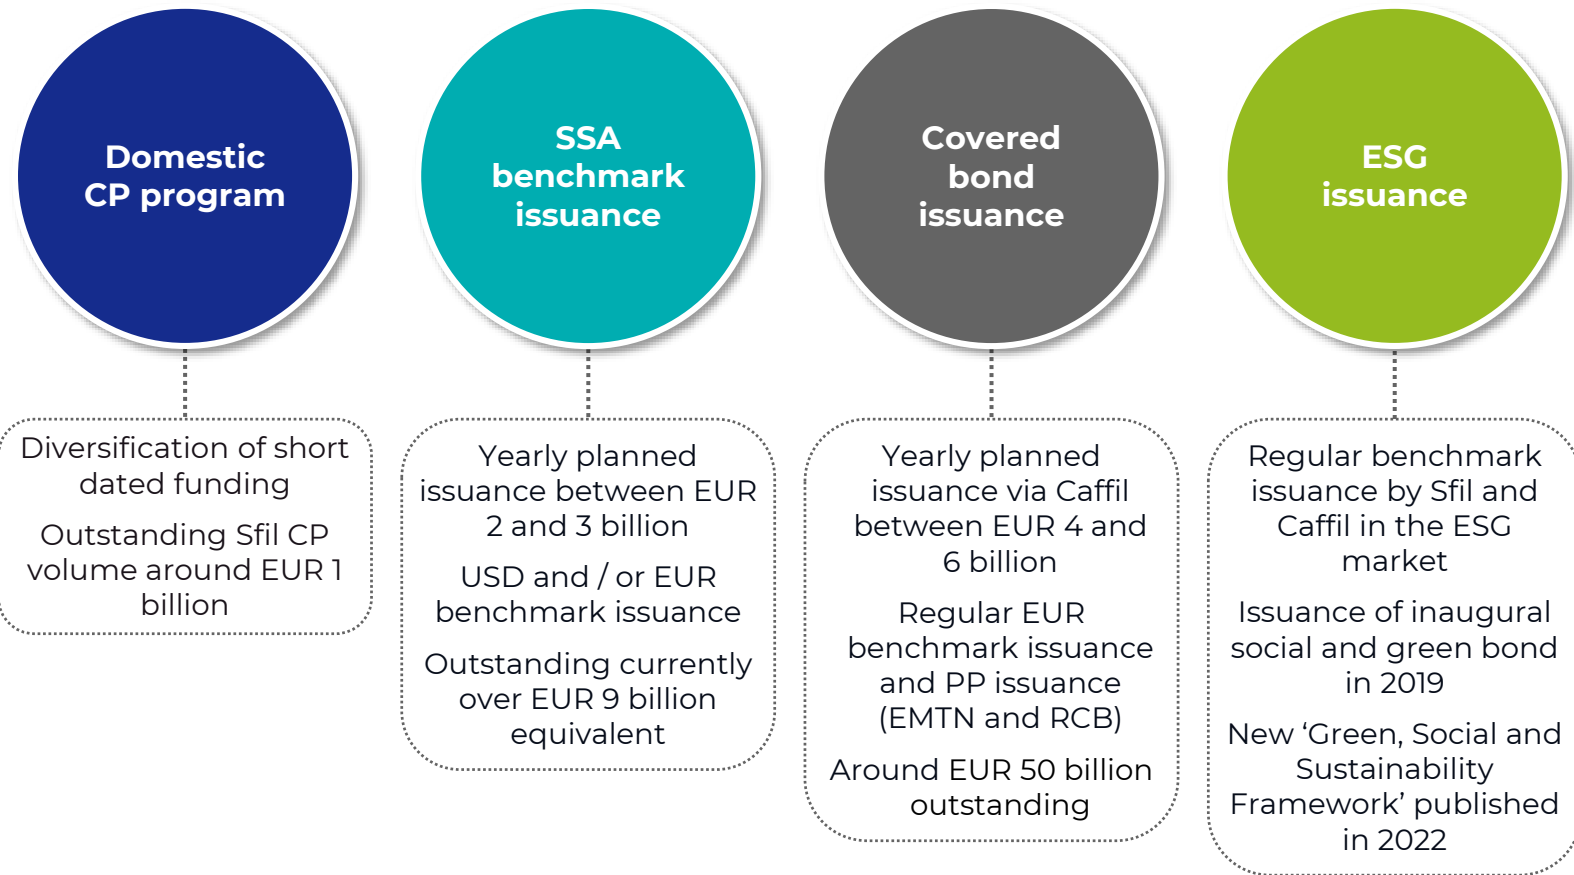 Domestic
CP program
SSA
benchmark
issuance
Covered
bond
issuance
ESG
issuance
Diversification of short
dated funding
Outstanding Sfil CP
volume around EUR 1
billion
Yearly planned
issuance between EUR
2 and 3 billion
USD and / or EUR
benchmark issuance
Outstanding currently
over EUR 9 billion
equivalent
Yearly planned
issuance via Caffil
between EUR 4 and
6 billion
Regular EUR
benchmark issuance
and PP issuance
(EMTN and RCB)
Around EUR 50 billion
outstanding
Regular benchmark
issuance by Sfil and
Caffil in the ESG
market
Issuance of inaugural
social and green bond
in 2019
New ‘Green, Social and
Sustainability
Framework’ published
in 2022